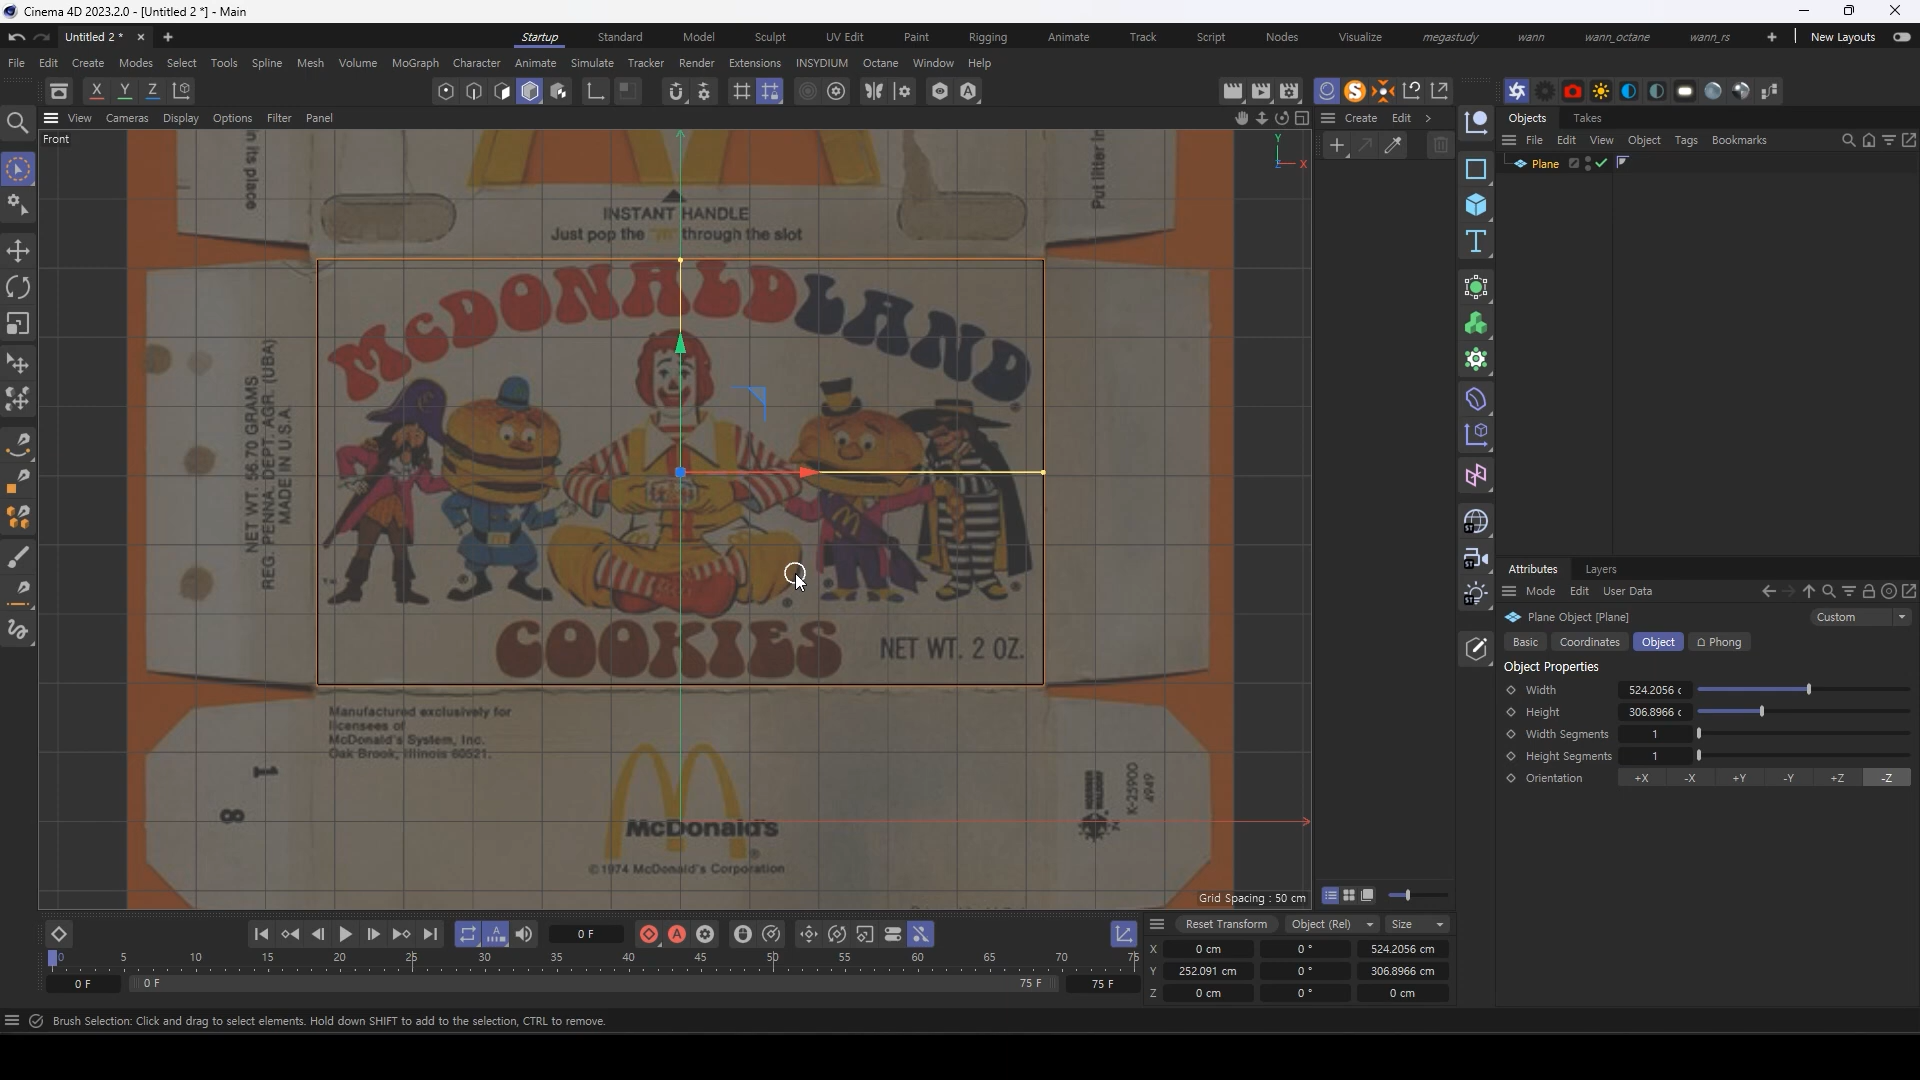 Cinema 4D 2023.2.0 - [Untitled 2 *] - Main
Untitled 2 *
Startup Standard Model Sculpt UV Edit Paint Rigging Animate Track Script Nodes Visualize megastudy wann wann_octane wann_rs New Layouts
File Edit Create Modes Select Tools Spline Mesh Volume MoGraph Character Animate Simulate Tracker Render Extensions INSYDIUM Octane Window Help
X Y Z
View Cameras Display Options Filter Panel
Create Edit
Objects Takes
File Edit View Object Tags Bookmarks
Plane
Front
Y
X
in its place
Put litter in
INSTANT HANDLE
Just pop the through the slot
McDONALDLAND
NET WT. 56.70 GRAMS
REG. PENNA. DEPT. AGR. (UBA)
MADE IN U.S.A.
TM
®
COOKIES
NET WT. 2 OZ.
Manufactured exclusively for
licensees of
McDonald's System, Inc.
Oak Brook, Illinois 60521.
1
8
McDonald's
®
©1974 McDonald's Corporation
K-25900
4949
Grid Spacing : 50 cm
Attributes Layers
Mode Edit User Data
Plane Object [Plane]
Custom
Basic Coordinates Object Phong
Object Properties
Width 524.2056 c
Height 306.8966 c
Width Segments 1
Height Segments 1
Orientation +X -X +Y -Y +Z -Z
0 F
0 5 10 15 20 25 30 35 40 45 50 55 60 65 70 75
0 F 0 F 75 F 75 F
Reset Transform Object (Rel) Size
X 0 cm 0 ° 524.2056 cm
Y 252.091 cm 0 ° 306.8966 cm
Z 0 cm 0 ° 0 cm
Brush Selection: Click and drag to select elements. Hold down SHIFT to add to the selection, CTRL to remove.